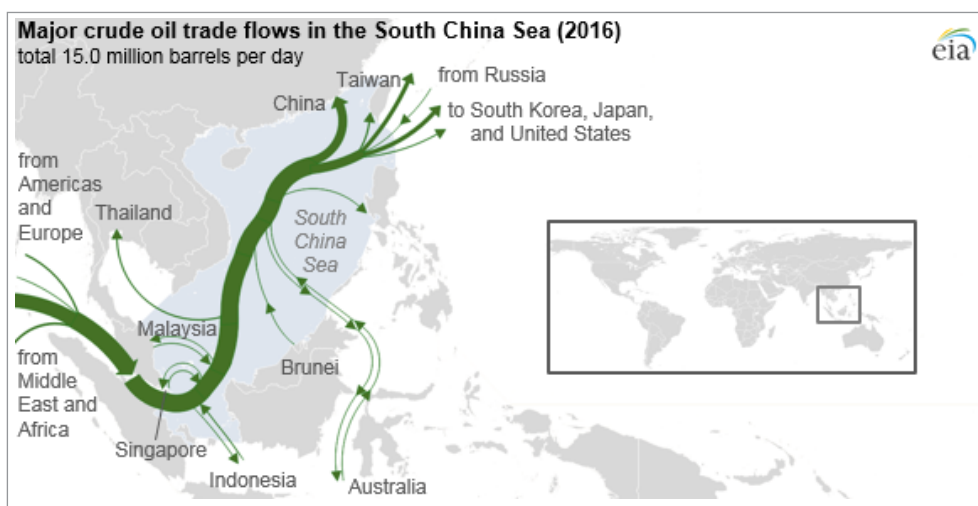 Major crude oil trade flows in the South China Sea (2016)
total 15.0 million barrels per day
eia
Taiwan
from Russia
China
to South Korea, Japan,
and United States
from
Americas
and
Europe
Thailand
South
China
Sea
Malaysia
from
Middle
East and
Africa
Brunei
Singapore
Indonesia
Australia